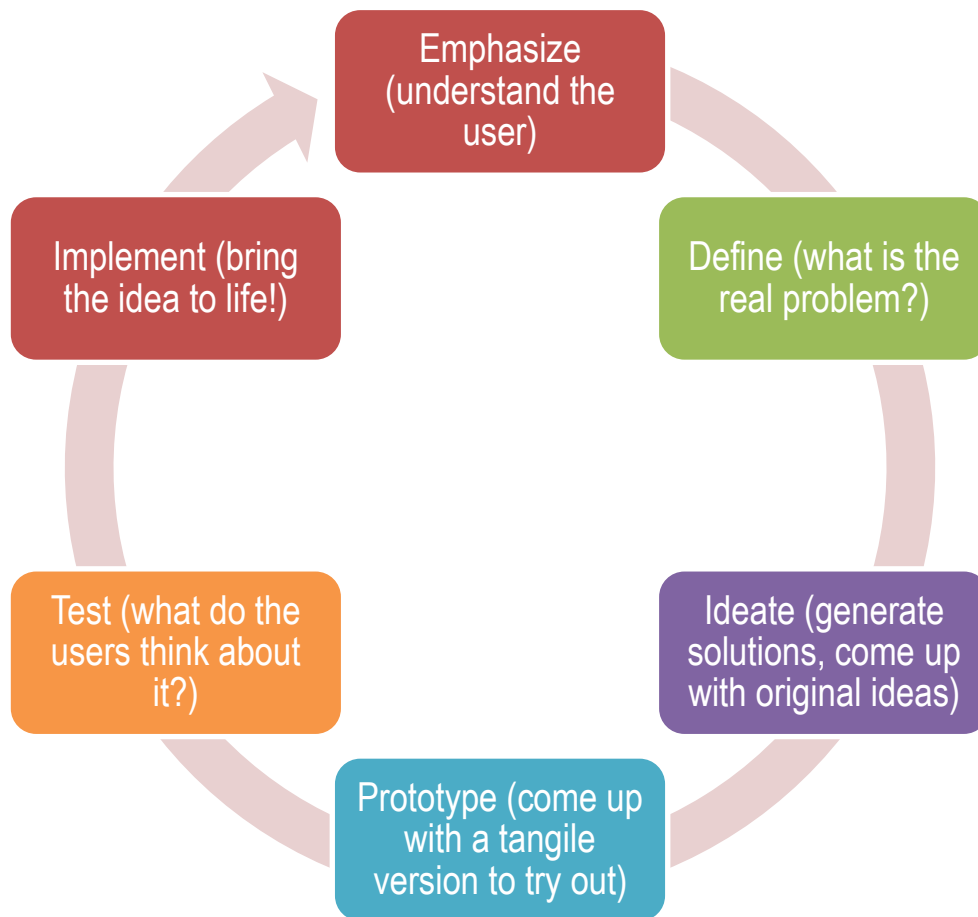 Emphasize
(understand the
user)
Define (what is the
real problem?)
Ideate (generate
solutions, come up
with original ideas)
Prototype (come up
with a tangile
version to try out)
Test (what do the
users think about
it?)
Implement (bring
the idea to life!)